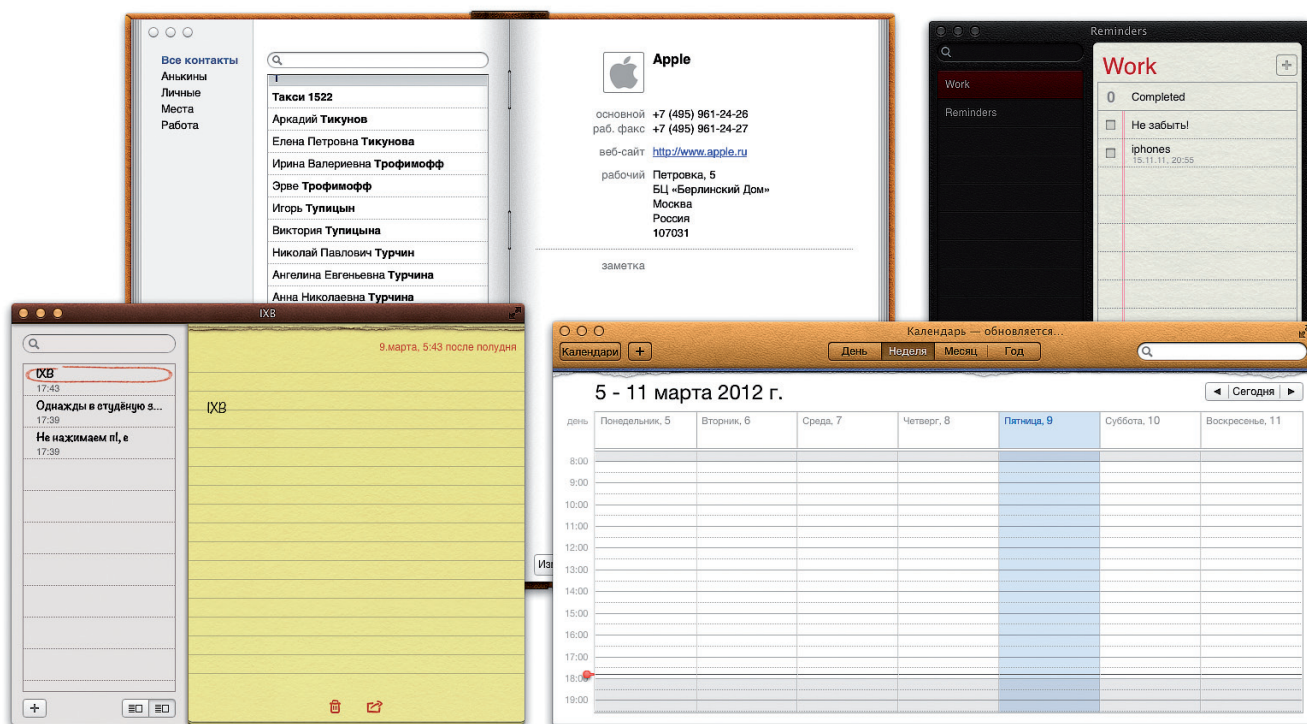 Все контакты
Анькины
Личные
Места
Работа
Такси 1522
Аркадий Тикунов
Елена Петровна Тикунова
Ирина Валериевна Трофимофф
Эрве Трофимофф
Игорь Тупицын
Виктория Тупицына
Николай Павлович Турчин
Ангелина Евгеньевна Турчина
Анна Николаевна Турчина
Apple
основной +7 (495) 961-24-26
раб. факс +7 (495) 961-24-27
веб-сайт http://www.apple.ru
рабочий Петровка, 5
БЦ «Берлинский Дом»
Москва
Россия
107031
заметка
Reminders
Work
Reminders
Work
0 Completed
Не забыть!
iphones
15.11.11, 20:55
IXB
IXB
17:43
Однажды в студёную з...
17:39
Не нажимаем п!, е
17:39
9.марта, 5:43 после полудня
IXB
Календарь — обновляется...
Календари +
День Неделя Месяц Год
5 - 11 марта 2012 г.
◀ Сегодня ▶
день Понедельник, 5 Вторник, 6 Среда, 7 Четверг, 8 Пятница, 9 Суббота, 10 Воскресенье, 11
8:00
9:00
10:00
11:00
12:00
13:00
14:00
15:00
16:00
17:00
18:00
19:00